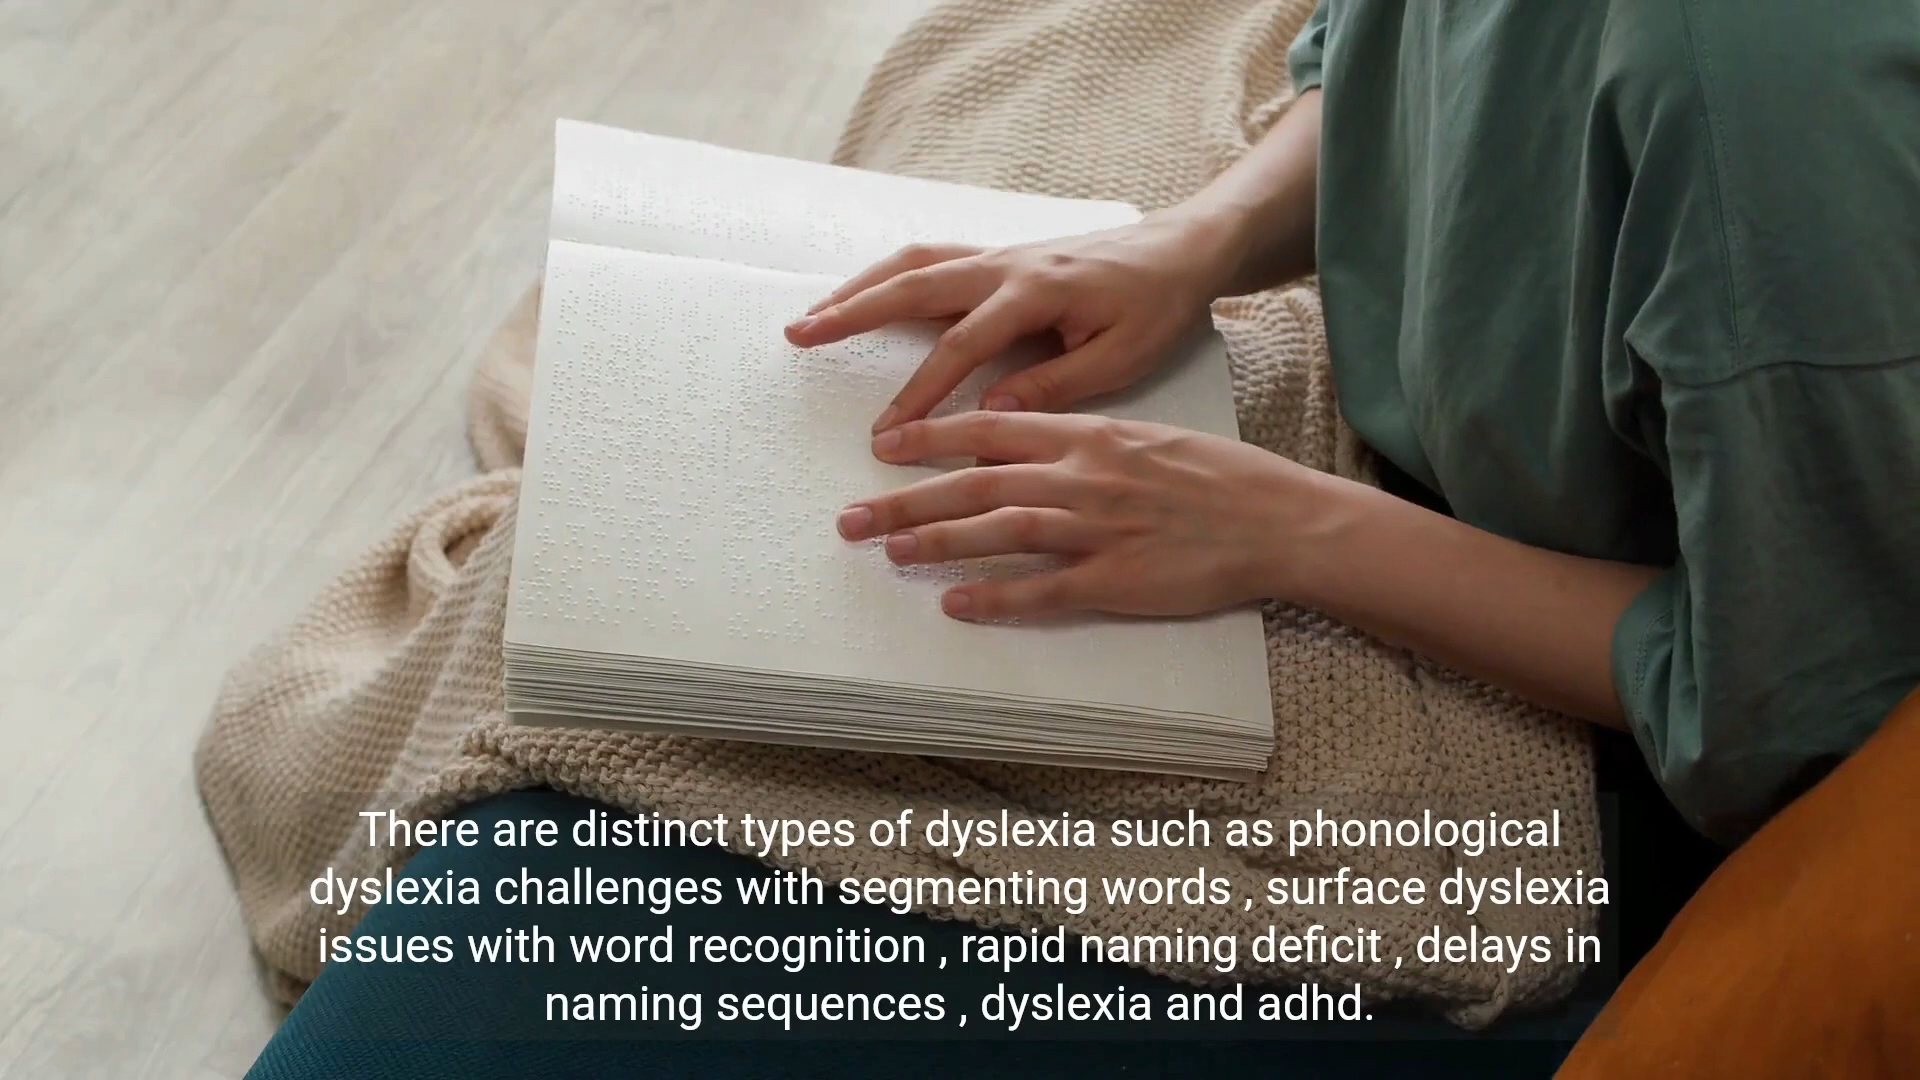 There are distinct types of dyslexia such as phonological
dyslexia challenges with segmenting words , surface dyslexia
issues with word recognition , rapid naming deficit , delays in
naming sequences , dyslexia and adhd.